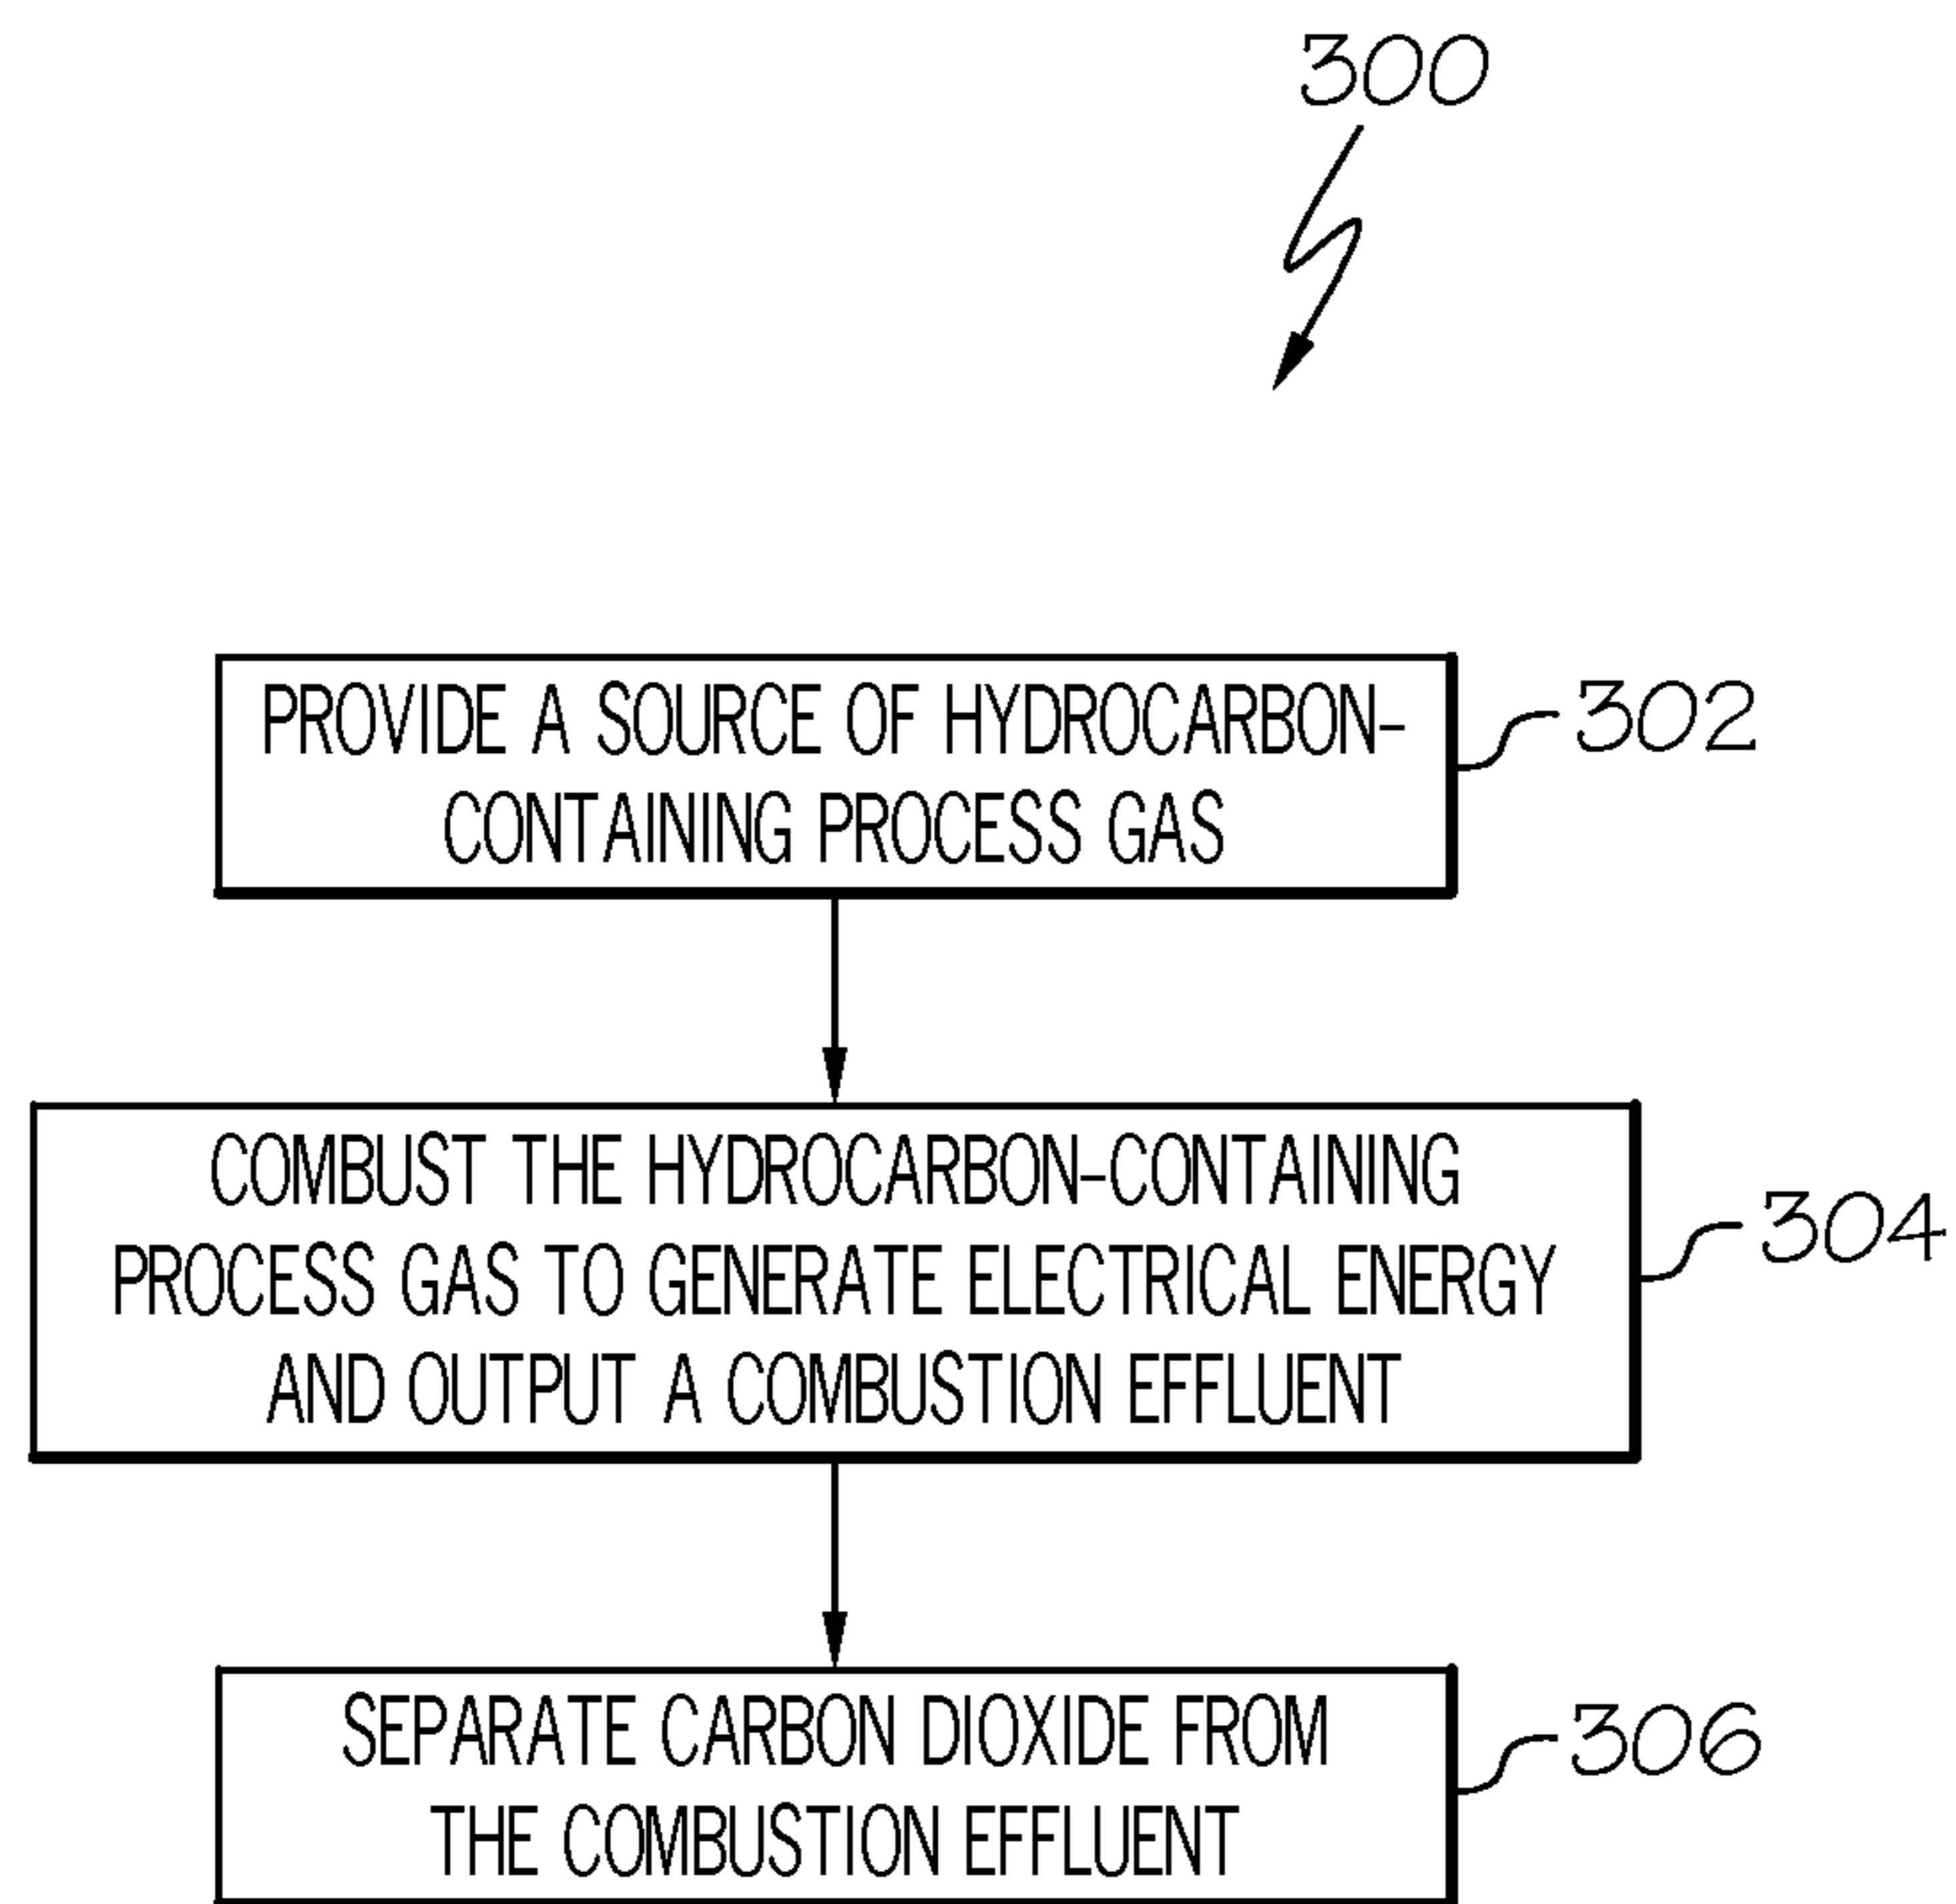 300
PROVIDE A SOURCE OF HYDROCARBON-
CONTAINING PROCESS GAS
302
COMBUST THE HYDROCARBON-CONTAINING
PROCESS GAS TO GENERATE ELECTRICAL ENERGY
AND OUTPUT A COMBUSTION EFFLUENT
304
SEPARATE CARBON DIOXIDE FROM
THE COMBUSTION EFFLUENT
306